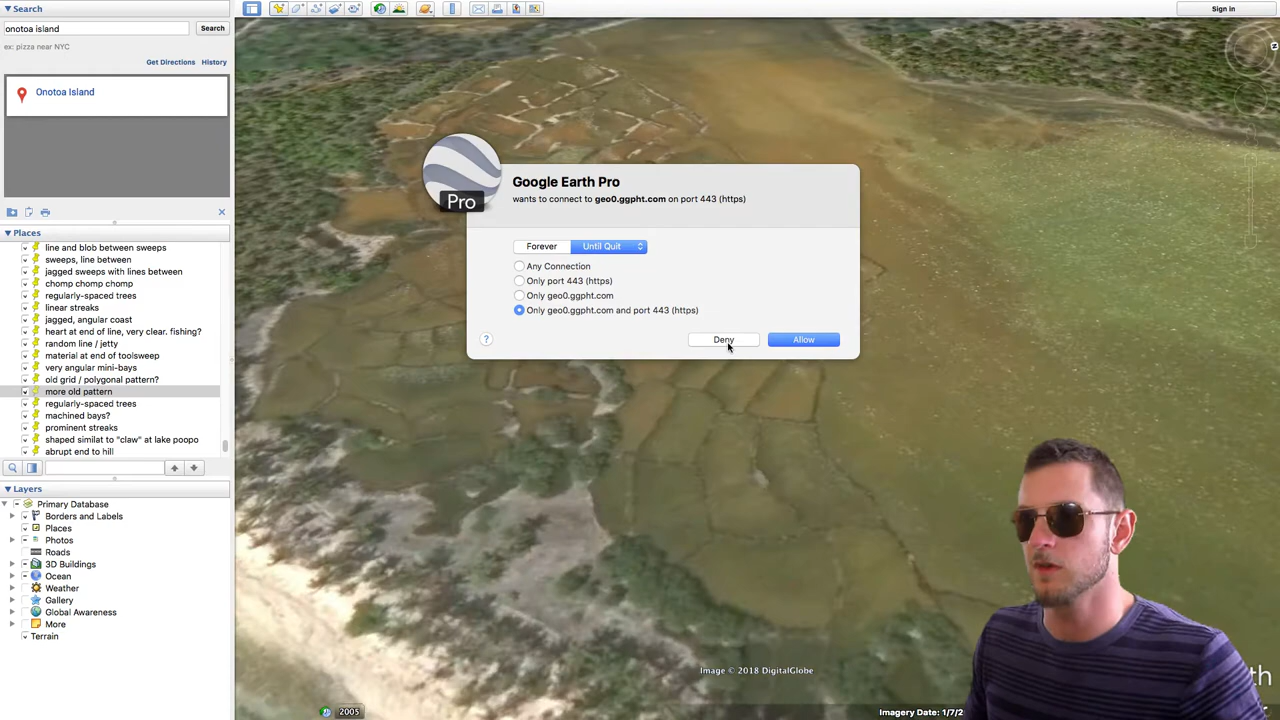 Search
onotoa island
Search
ex: pizza near NYC
Get Directions
History
Onotoa Island
Places
line and blob between sweeps
sweeps, line between
jagged sweeps with lines between
chomp chomp chomp
regularly-spaced trees
linear streaks
jagged, angular coast
heart at end of line, very clear. fishing?
random line / jetty
material at end of toolsweep
very angular mini-bays
old grid / polygonal pattern?
more old pattern
regularly-spaced trees
machined bays?
prominent streaks
shaped similat to "claw" at lake poopo
abrupt end to hill
Layers
Primary Database
Borders and Labels
Places
Photos
Roads
3D Buildings
Ocean
Weather
Gallery
Global Awareness
More
Terrain
Sign in
N
Pro
Google Earth Pro
wants to connect to geo0.ggpht.com on port 443 (https)
Forever
Until Quit
Any Connection
Only port 443 (https)
Only geo0.ggpht.com
Only geo0.ggpht.com and port 443 (https)
?
Deny
Allow
Image © 2018 DigitalGlobe
th
2005
Imagery Date: 1/7/2